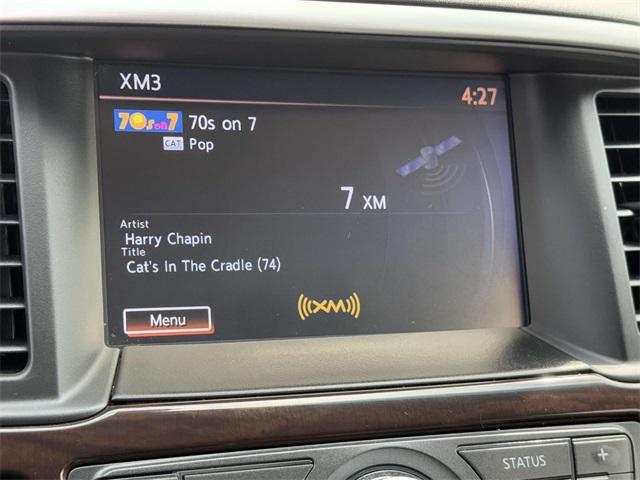 XM3 4:27
70s on 7 70s on 7
CAT Pop
7 XM
Artist
Harry Chapin
Title
Cat's In The Cradle (74)
Menu
((XM))
STATUS +